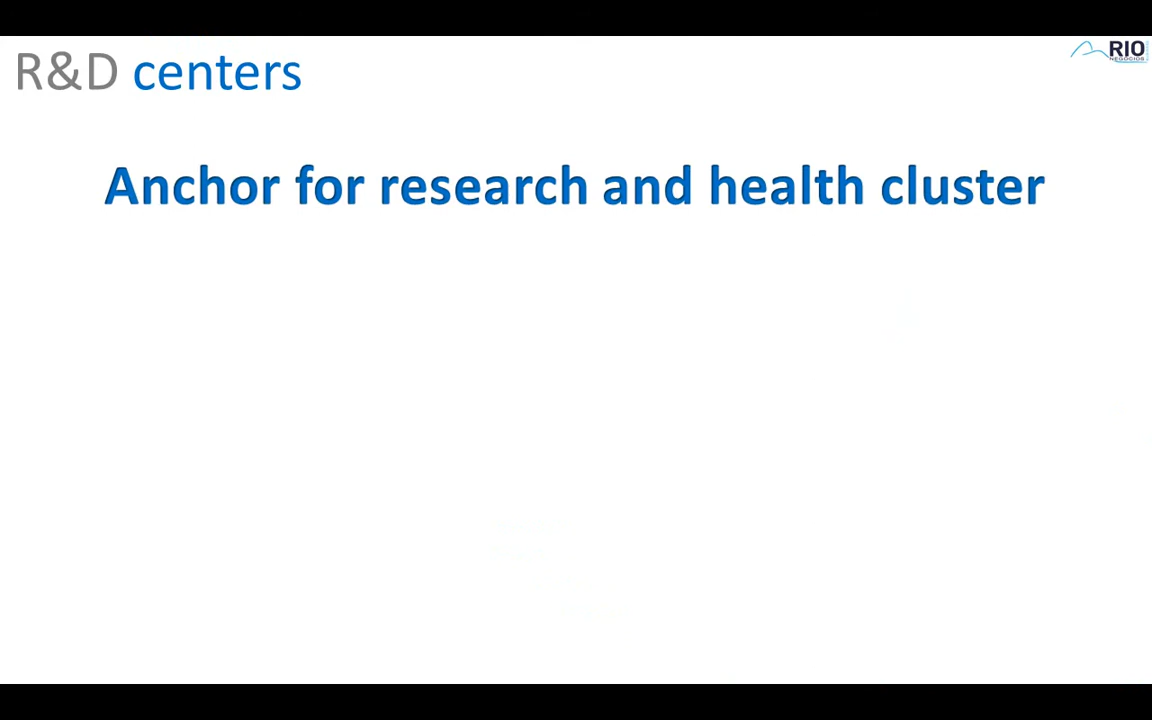 R&D centers
RIO
NEGÓCIOS
Anchor for research and health cluster